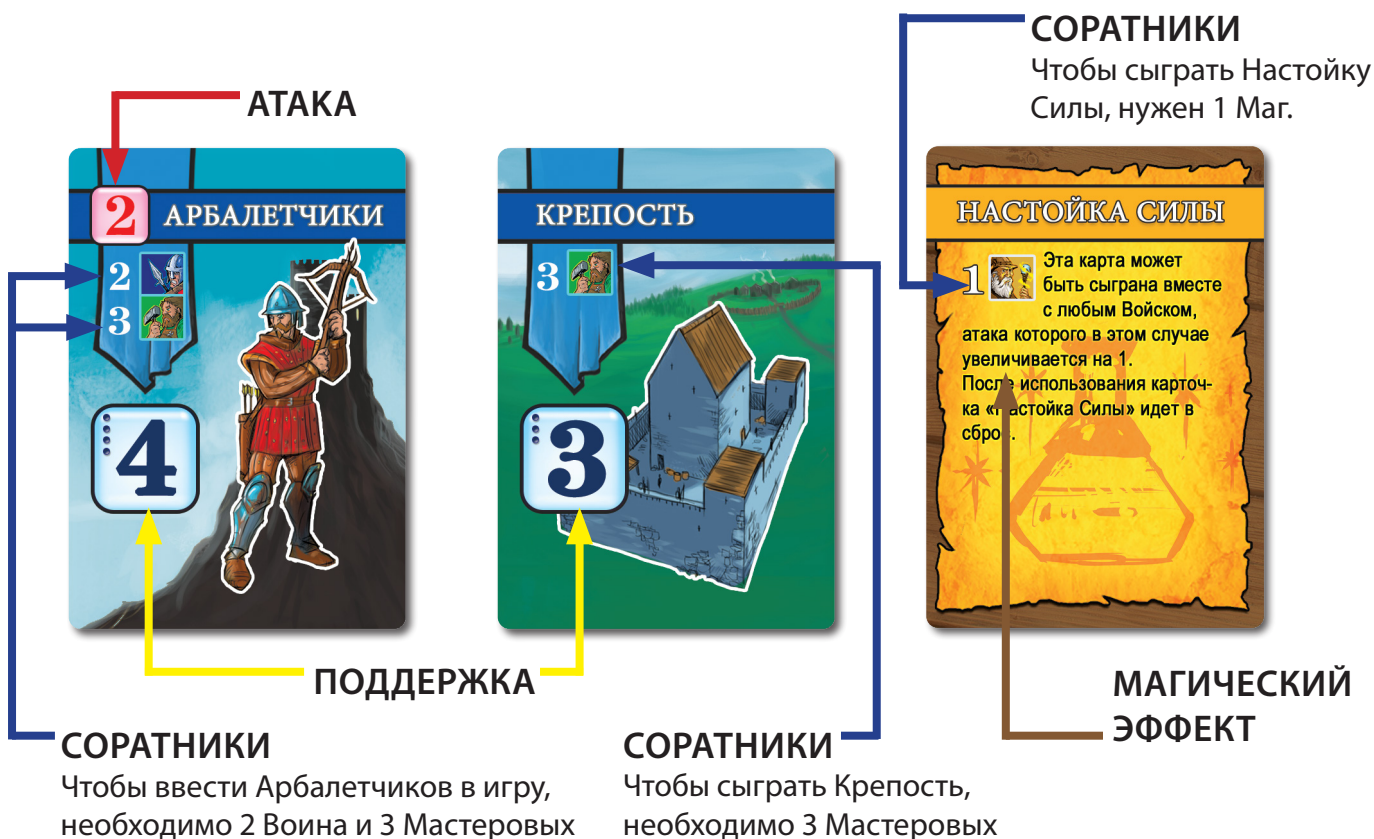 СОРАТНИКИ
Чтобы сыграть Настойку
Силы, нужен 1 Маг.
АТАКА
2 АРБАЛЕТЧИКИ
2
3
4
КРЕПОСТЬ
3
3
НАСТОЙКА СИЛЫ
1 Эта карта может
быть сыграна вместе
с любым Войском,
атака которого в этом случае
увеличивается на 1.
После использования карточ-
ка «Настойка Силы» идет в
сброс.
ПОДДЕРЖКА
МАГИЧЕСКИЙ
ЭФФЕКТ
СОРАТНИКИ
Чтобы ввести Арбалетчиков в игру,
необходимо 2 Воина и 3 Мастеровых
СОРАТНИКИ
Чтобы сыграть Крепость,
необходимо 3 Мастеровых